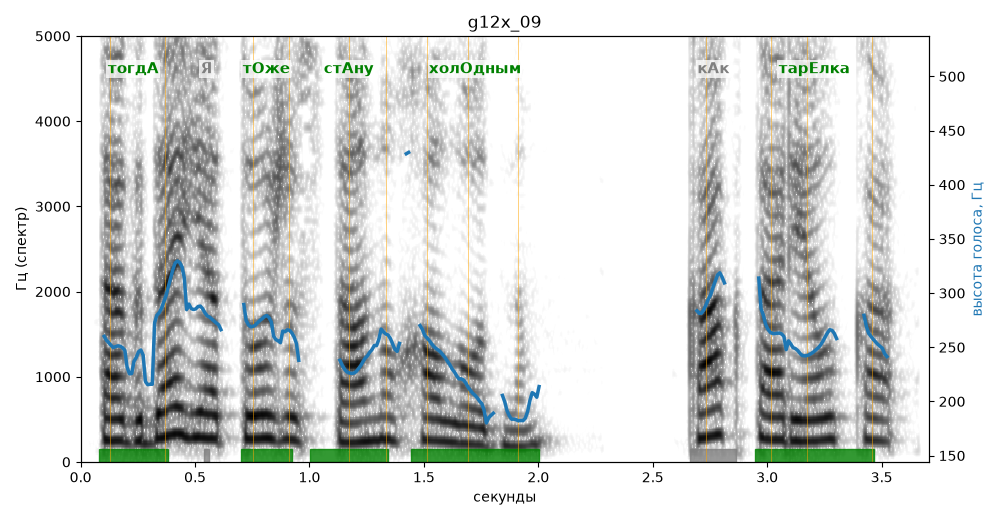 g12x_09
тогдА Я тОже стАну холОдным кАк тарЕлка
5000
4000
3000
2000
1000
0
Гц (спектр)
500
450
400
350
300
250
200
150
высота голоса, Гц
0.0 0.5 1.0 1.5 2.0 2.5 3.0 3.5
секунды